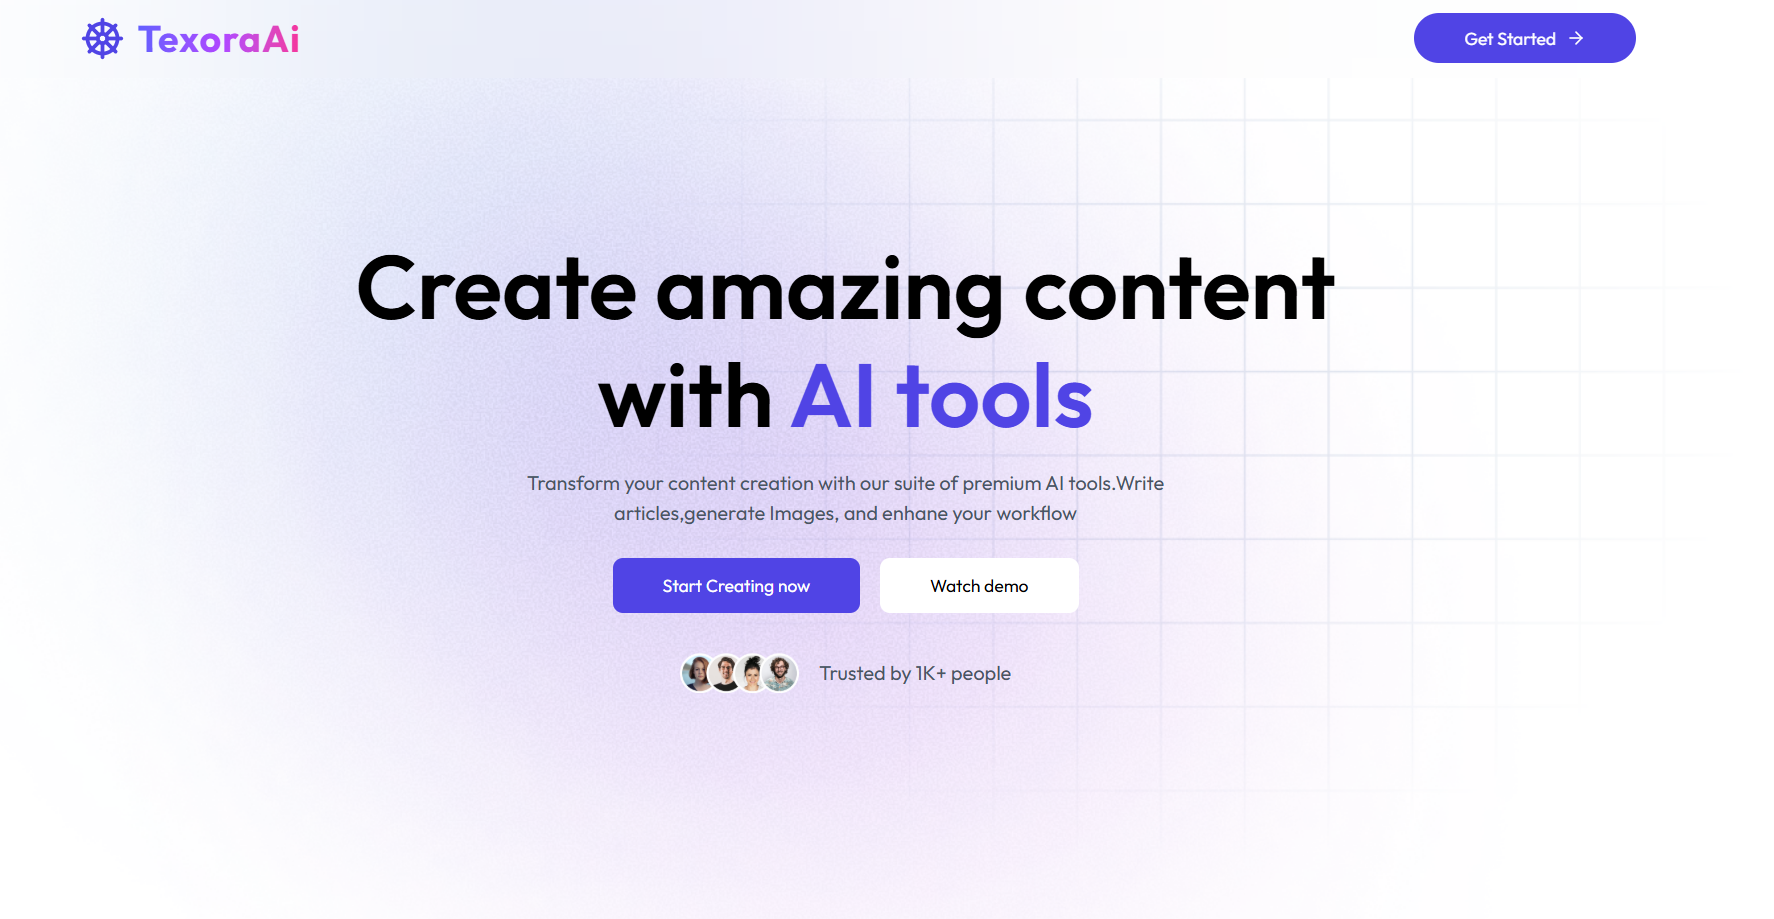 TexoraAi
Get Started
Create amazing content
with AI tools
Transform your content creation with our suite of premium AI tools.Write
articles,generate Images, and enhane your workflow
Start Creating now
Watch demo
Trusted by 1K+ people